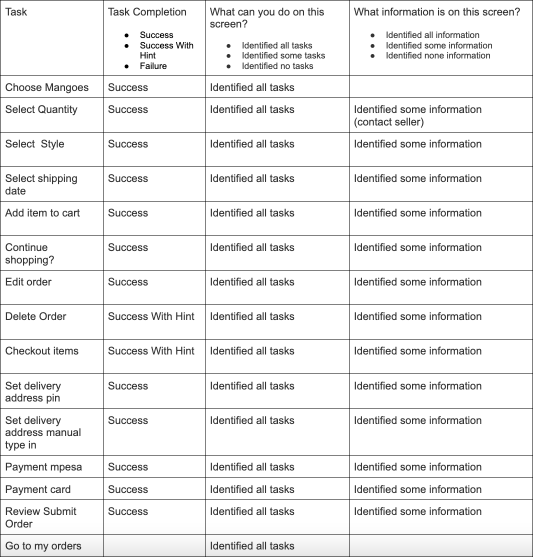 Task Task Completion What can you do on this screen? What information is on this screen?
● Success
● Success With Hint
● Failure
● Identified all tasks
● Identified some tasks
● Identified no tasks
● Identified all information
● Identified some information
● Identified none information
Choose Mangoes Success Identified all tasks
Select Quantity Success Identified all tasks Identified some information (contact seller)
Select Style Success Identified all tasks Identified some information
Select shipping date Success Identified all tasks Identified some information
Add item to cart Success Identified all tasks Identified some information
Continue shopping? Success Identified all tasks Identified some information
Edit order Success Identified all tasks Identified some information
Delete Order Success With Hint Identified all tasks Identified some information
Checkout items Success With Hint Identified all tasks Identified some information
Set delivery address pin Success Identified all tasks Identified some information
Set delivery address manual type in Success Identified all tasks Identified some information
Payment mpesa Success Identified all tasks Identified some information
Payment card Success Identified all tasks Identified some information
Review Submit Order Success Identified all tasks Identified some information
Go to my orders Identified all tasks